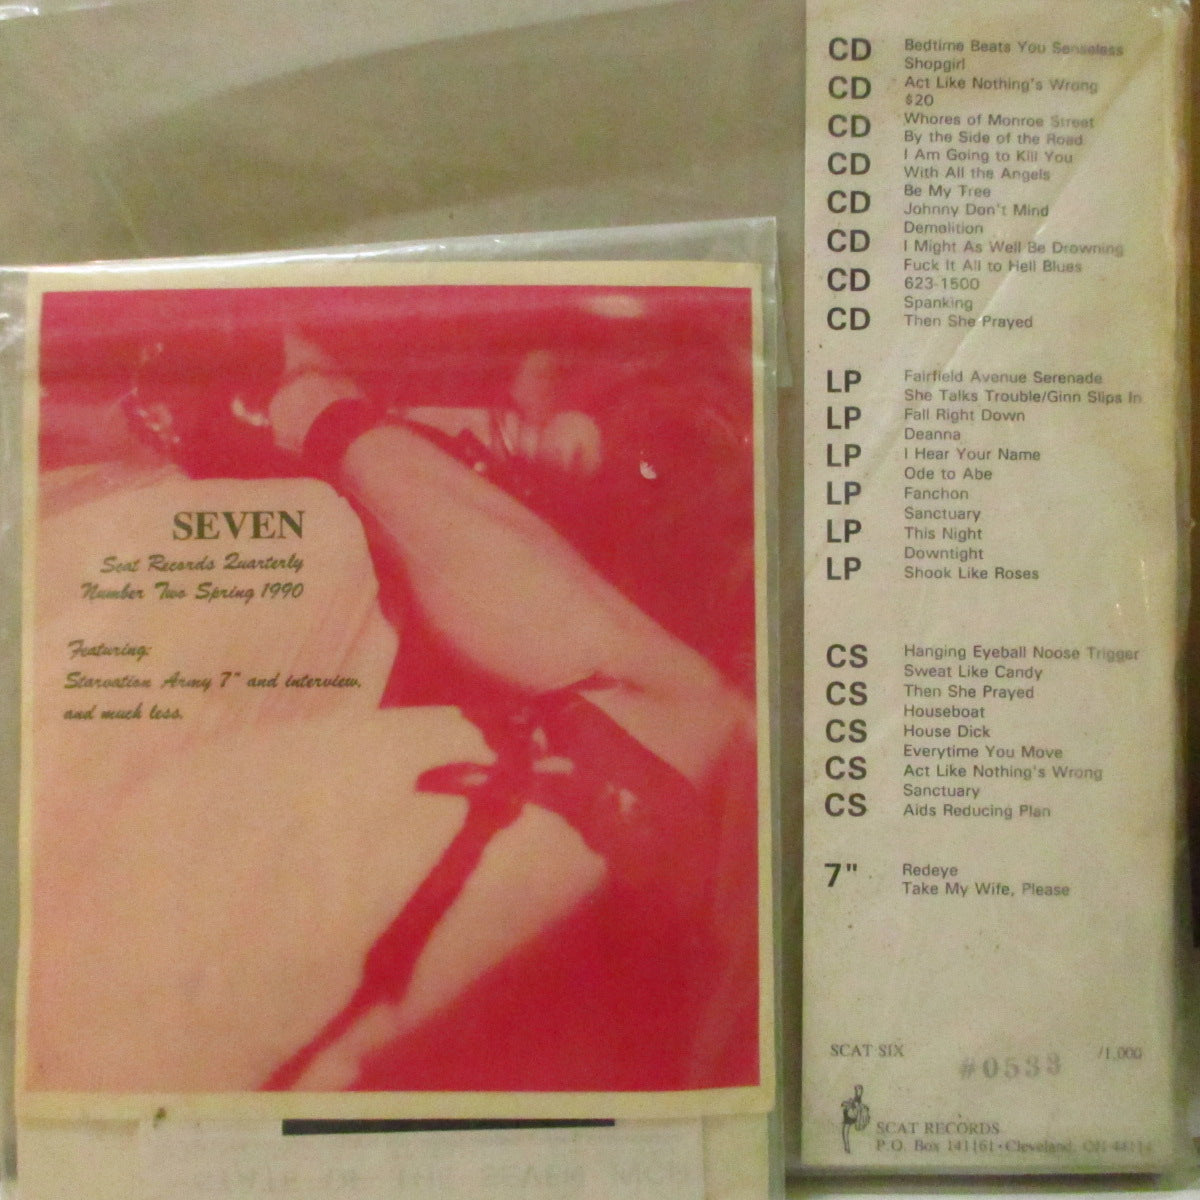 SEVEN
Scat Records Quarterly
Number Two Spring 1990
Featuring:
Starvation Army 7" and interview,
and much less.
CD
CD
CD
CD
CD
CD
CD
CD
Bedtime Beats You Senseless
Shopgirl
Act Like Nothing's Wrong
$20
Whores of Monroe Street
By the Side of the Road
I Am Going to Kill You
With All the Angels
Be My Tree
Johnny Don't Mind
Demolition
I Might As Well Be Drowning
Fuck It All to Hell Blues
623-1500
Spanking
Then She Prayed
LP
LP
LP
LP
LP
LP
Fairfield Avenue Serenade
She Talks Trouble/Ginn Slips In
Fall Right Down
Deanna
I Hear Your Name
Ode to Abe
Fanchon
Sanctuary
This Night
Downtight
Shook Like Roses
CS
CS
CS
CS
CS
Hanging Eyeball Noose Trigger
Sweat Like Candy
Then She Prayed
Houseboat
House Dick
Everytime You Move
Act Like Nothing's Wrong
Sanctuary
Aids Reducing Plan
7"
Redeye
Take My Wife, Please
SCAT SIX #0533 /1,000
SCAT RECORDS
P.O. Box 141161 • Cleveland, OH 44114